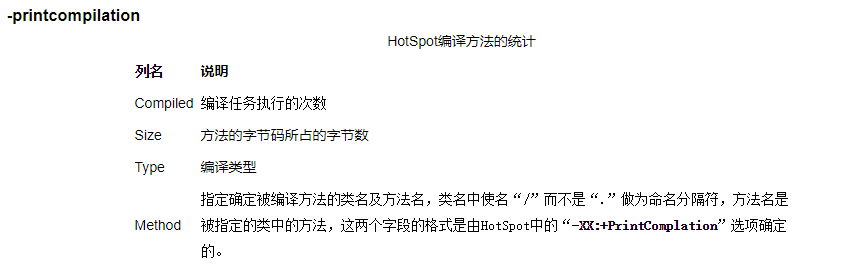 -printcompilation
HotSpot编译方法的统计
列名 说明
Compiled 编译任务执行的次数
Size 方法的字节码所占的字节数
Type 编译类型
指定确定被编译方法的类名及方法名，类名中使名“/”而不是“.”做为命名分隔符，方法名是
Method 被指定的类中的方法，这两个字段的格式是由HotSpot中的“-XX:+PrintComplation”选项确定
的。